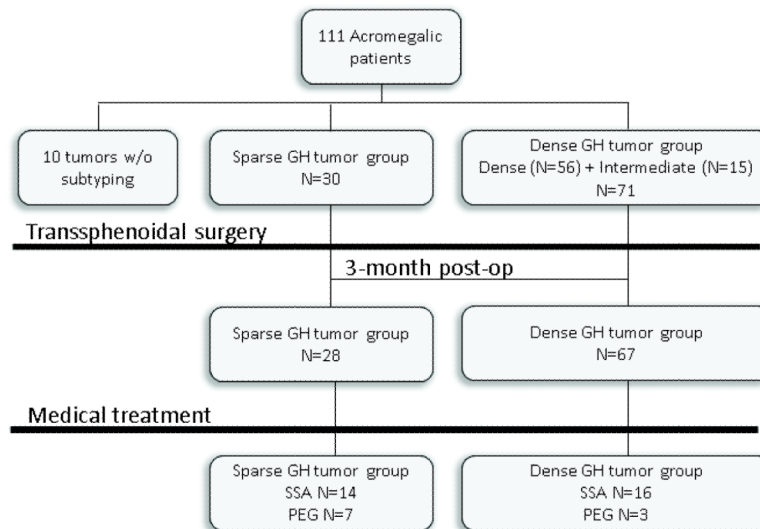 111 Acromegalic
patients
10 tumors w/o
subtyping
Sparse GH tumor group
N=30
Dense GH tumor group
Dense (N=56) + Intermediate (N=15)
N=71
Transsphenoidal surgery
3-month post-op
Sparse GH tumor group
N=28
Dense GH tumor group
N=67
Medical treatment
Sparse GH tumor group
SSA N=14
PEG N=7
Dense GH tumor group
SSA N=16
PEG N=3